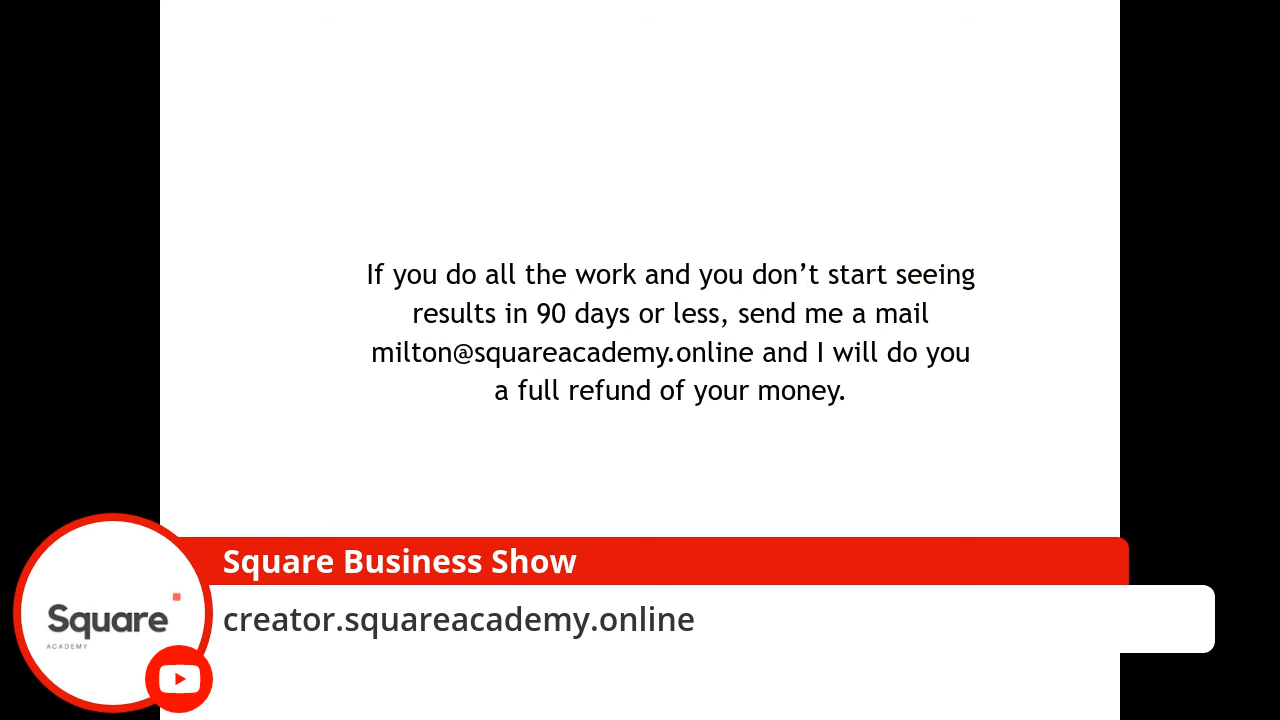 If you do all the work and you don’t start seeing
results in 90 days or less, send me a mail
milton@squareacademy.online and I will do you
a full refund of your money.
Square Business Show
creator.squareacademy.online
Square
ACADEMY